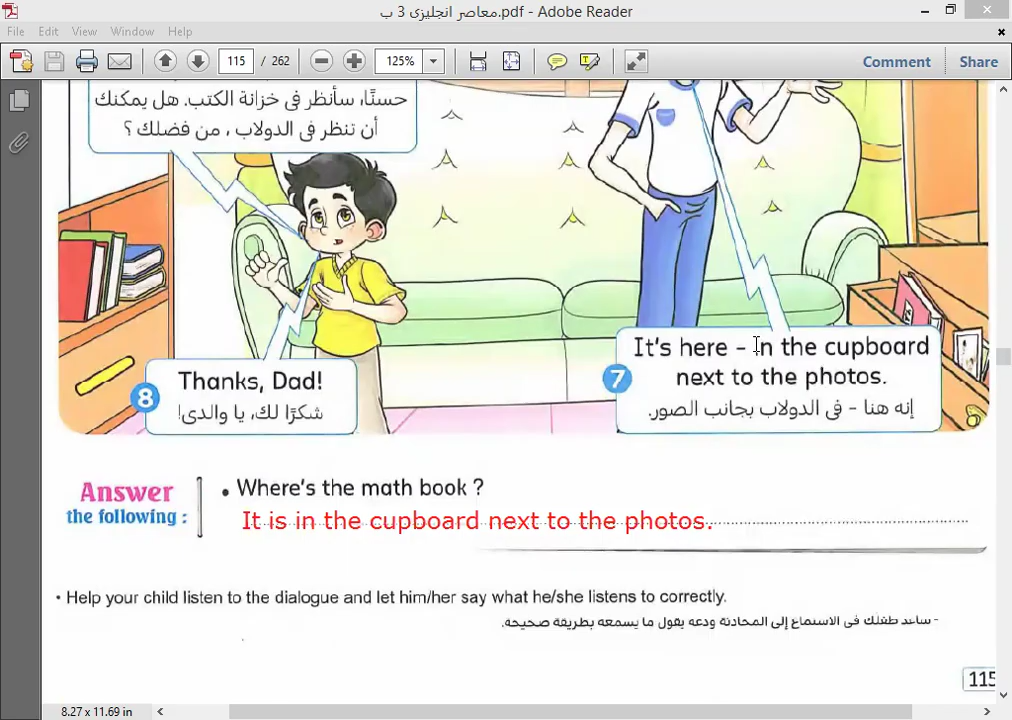 معاصر انجليزى 3 ب.pdf - Adobe Reader
File Edit View Window Help
115 / 262 125% Comment Share
حسنًا، سأنظر فى خزانة الكتب. هل يمكنك
أن تنظر فى الدولاب ، من فضلك ؟
It's here - in the cupboard
next to the photos.
7
إنه هنا - فى الدولاب بجانب الصور.
Thanks, Dad!
8
شكرًا لك، يا والدى!
Answer
the following :
• Where's the math book ?
It is in the cupboard next to the photos.
• Help your child listen to the dialogue and let him/her say what he/she listens to correctly.
- ساعد طفلك فى الاستماع إلى المحادثة ودعه يقول ما يسمعه بطريقة صحيحة.
115
8.27 x 11.69 in